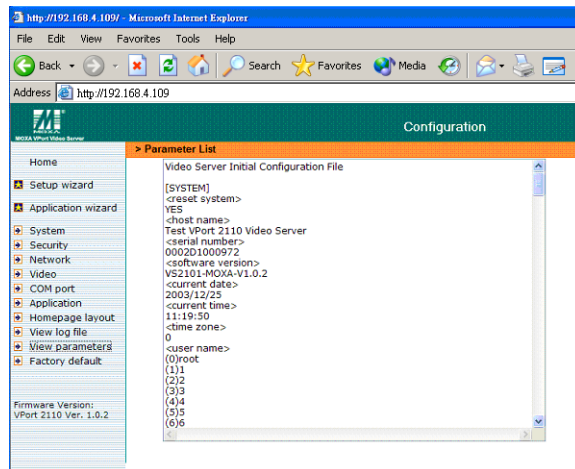 http://192.168.4.109/ - Microsoft Internet Explorer
File Edit View Favorites Tools Help
Back Search Favorites Media
Address http://192.168.4.109
MOXA
MOXA VPort Video Server
Configuration
> Parameter List
Home
Setup wizard
Application wizard
System
Security
Network
Video
COM port
Application
Homepage layout
View log file
View parameters
Factory default
Firmware Version:
VPort 2110 Ver. 1.0.2
Video Server Initial Configuration File
[SYSTEM]
<reset system>
YES
<host name>
Test VPort 2110 Video Server
<serial number>
0002D1000972
<software version>
VS2101-MOXA-V1.0.2
<current date>
2003/12/25
<current time>
11:19:50
<time zone>
0
<user name>
(0)root
(1)1
(2)2
(3)3
(4)4
(5)5
(6)6